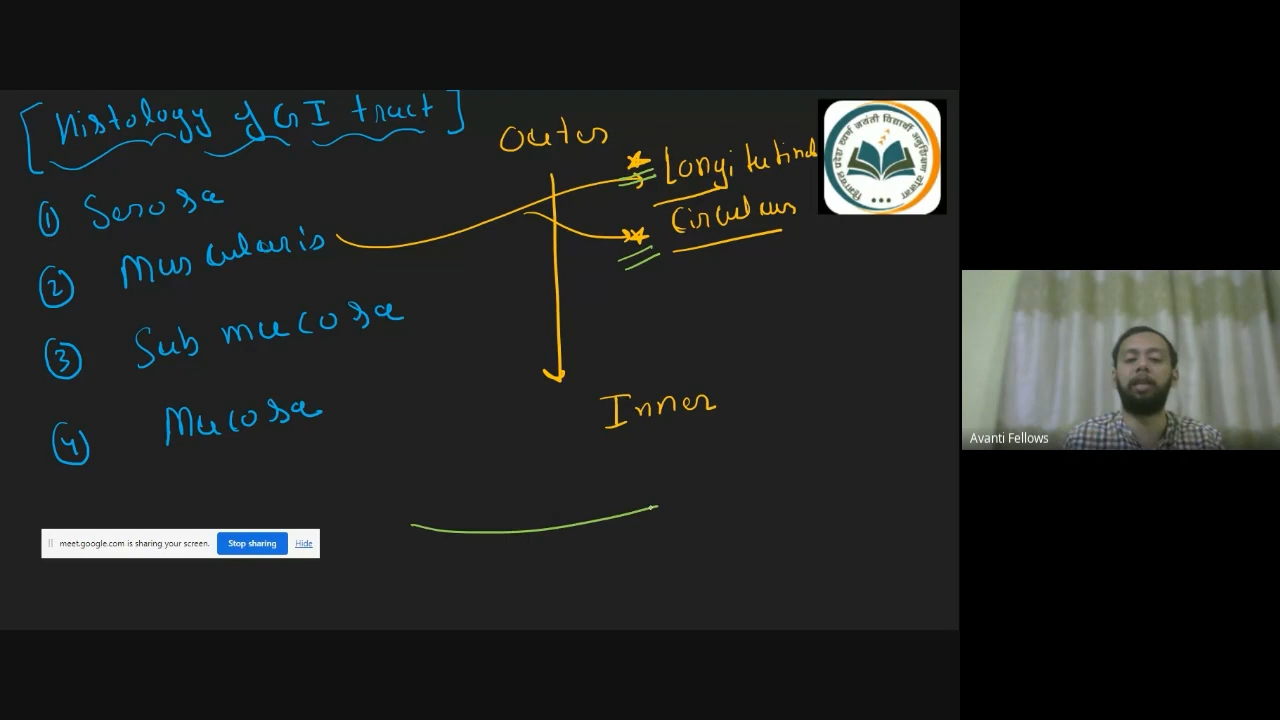 [Histology of GI tract]
Outer
① Serosa
Longitudinal
② Muscularis
Circular
③ Sub mucosa
④ Mucosa
Inner
meet.google.com is sharing your screen.
Stop sharing
Hide
Avanti Fellows